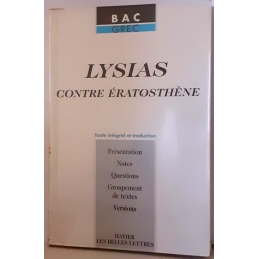 BAC
GREC
LYSIAS
CONTRE ÉRATOSTHÈNE
Texte intégral et traduction
Présentation
Notes
Questions
Groupement
de textes
Versions
HATIER
LES BELLES LETTRES